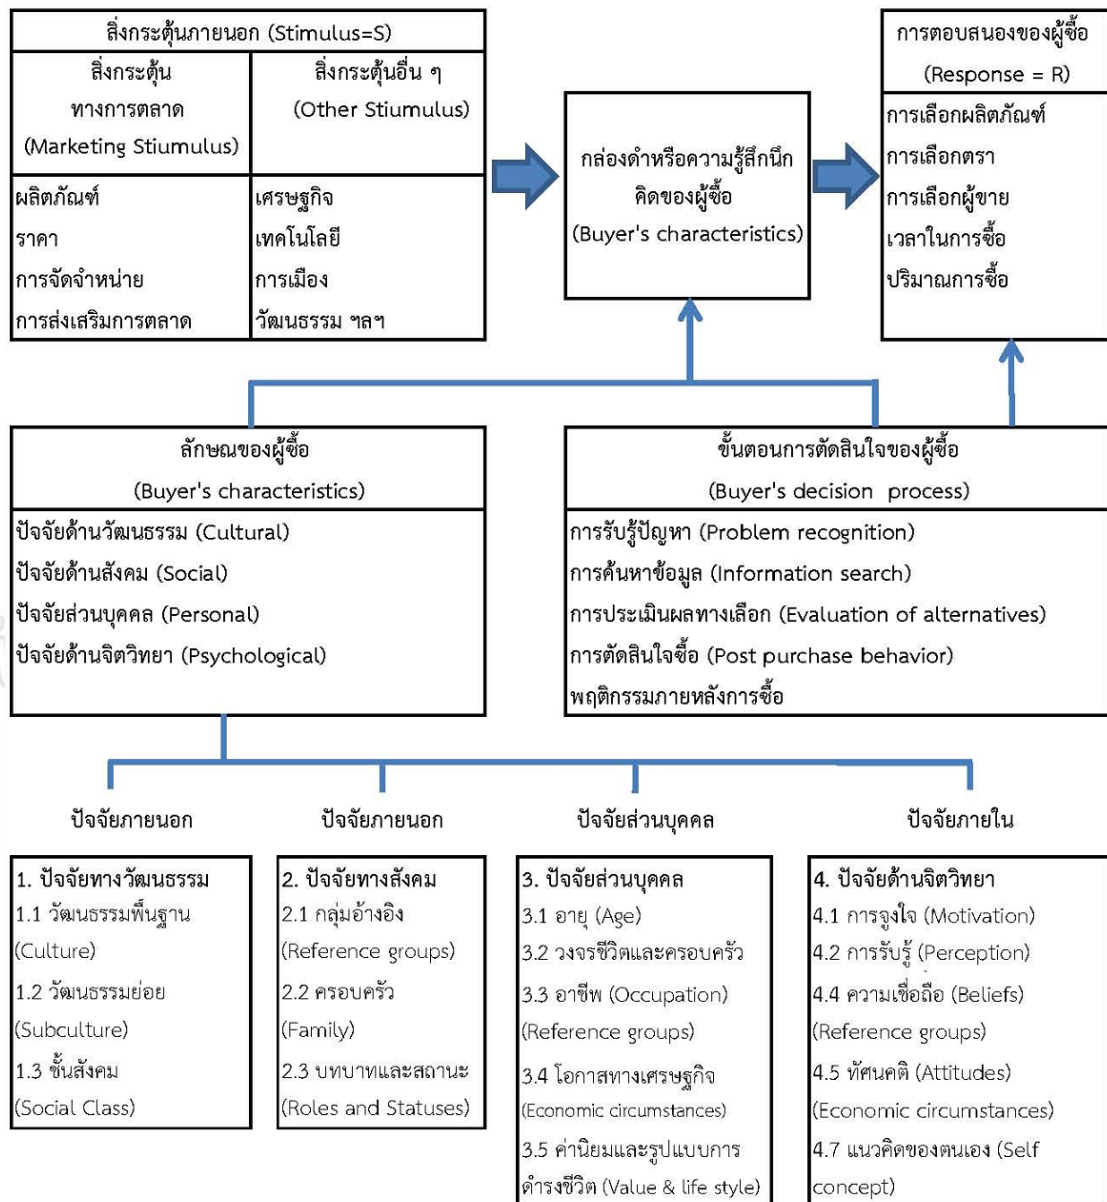 สิ่งกระตุ้นภายนอก (Stimulus=S)
สิ่งกระตุ้น
ทางการตลาด
(Marketing Stiumulus)
สิ่งกระตุ้นอื่น ๆ
(Other Stiumulus)
ผลิตภัณฑ์
ราคา
การจัดจำหน่าย
การส่งเสริมการตลาด
เศรษฐกิจ
เทคโนโลยี
การเมือง
วัฒนธรรม ฯลฯ
กล่องดำหรือความรู้สึกนึก
คิดของผู้ซื้อ
(Buyer's characteristics)
การตอบสนองของผู้ซื้อ
(Response = R)
การเลือกผลิตภัณฑ์
การเลือกตรา
การเลือกผู้ขาย
เวลาในการซื้อ
ปริมาณการซื้อ
ลักษณของผู้ซื้อ
(Buyer's characteristics)
ปัจจัยด้านวัฒนธรรม (Cultural)
ปัจจัยด้านสังคม (Social)
ปัจจัยส่วนบุคคล (Personal)
ปัจจัยด้านจิตวิทยา (Psychological)
ขั้นตอนการตัดสินใจของผู้ซื้อ
(Buyer's decision process)
การรับรู้ปัญหา (Problem recognition)
การค้นหาข้อมูล (Information search)
การประเมินผลทางเลือก (Evaluation of alternatives)
การตัดสินใจซื้อ (Post purchase behavior)
พฤติกรรมภายหลังการซื้อ
ปัจจัยภายนอก
1. ปัจจัยทางวัฒนธรรม
1.1 วัฒนธรรมพื้นฐาน
(Culture)
1.2 วัฒนธรรมย่อย
(Subculture)
1.3 ชั้นสังคม
(Social Class)
ปัจจัยภายนอก
2. ปัจจัยทางสังคม
2.1 กลุ่มอ้างอิง
(Reference groups)
2.2 ครอบครัว
(Family)
2.3 บทบาทและสถานะ
(Roles and Statuses)
ปัจจัยส่วนบุคคล
3. ปัจจัยส่วนบุคคล
3.1 อายุ (Age)
3.2 วงจรชีวิตและครอบครัว
3.3 อาชีพ (Occupation)
(Reference groups)
3.4 โอกาสทางเศรษฐกิจ
(Economic circumstances)
3.5 ค่านิยมและรูปแบบการ
ดำรงชีวิต (Value & life style)
ปัจจัยภายใน
4. ปัจจัยด้านจิตวิทยา
4.1 การจูงใจ (Motivation)
4.2 การรับรู้ (Perception)
4.4 ความเชื่อถือ (Beliefs)
(Reference groups)
4.5 ทัศนคติ (Attitudes)
(Economic circumstances)
4.7 แนวคิดของตนเอง (Self
concept)